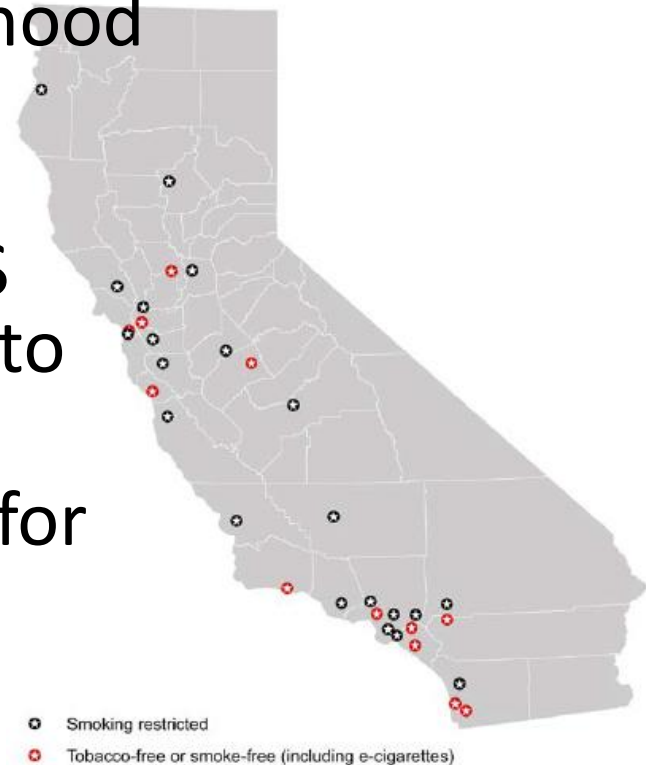 hood
s
to
for
Smoking restricted
Tobacco-free or smoke-free (including e-cigarettes)